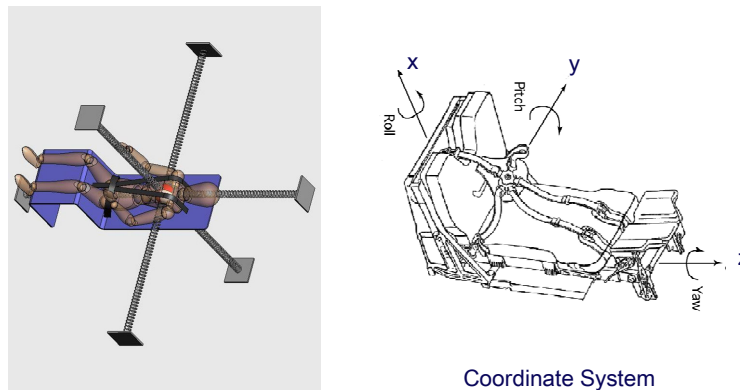 x
y
Pitch
Roll
z
Yaw
Coordinate System